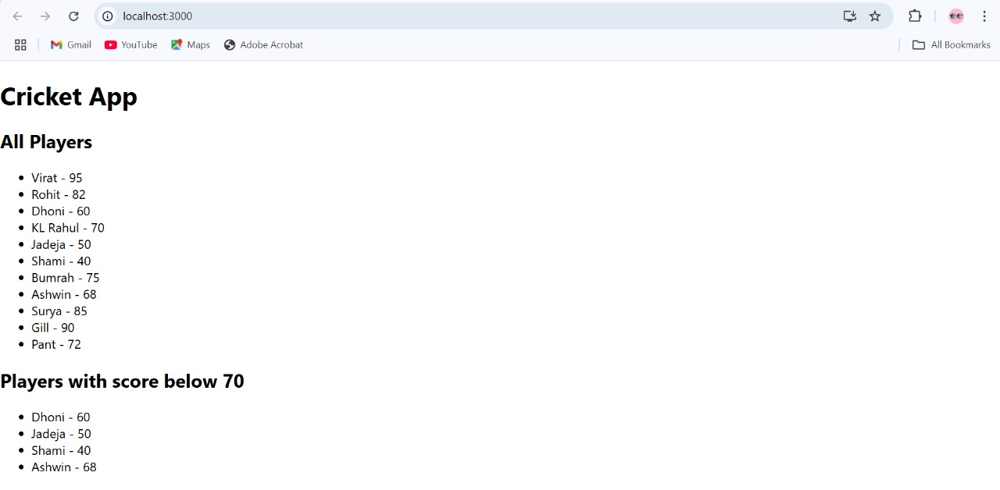 localhost:3000
Gmail YouTube Maps Adobe Acrobat All Bookmarks
Cricket App
All Players
• Virat - 95
• Rohit - 82
• Dhoni - 60
• KL Rahul - 70
• Jadeja - 50
• Shami - 40
• Bumrah - 75
• Ashwin - 68
• Surya - 85
• Gill - 90
• Pant - 72
Players with score below 70
• Dhoni - 60
• Jadeja - 50
• Shami - 40
• Ashwin - 68